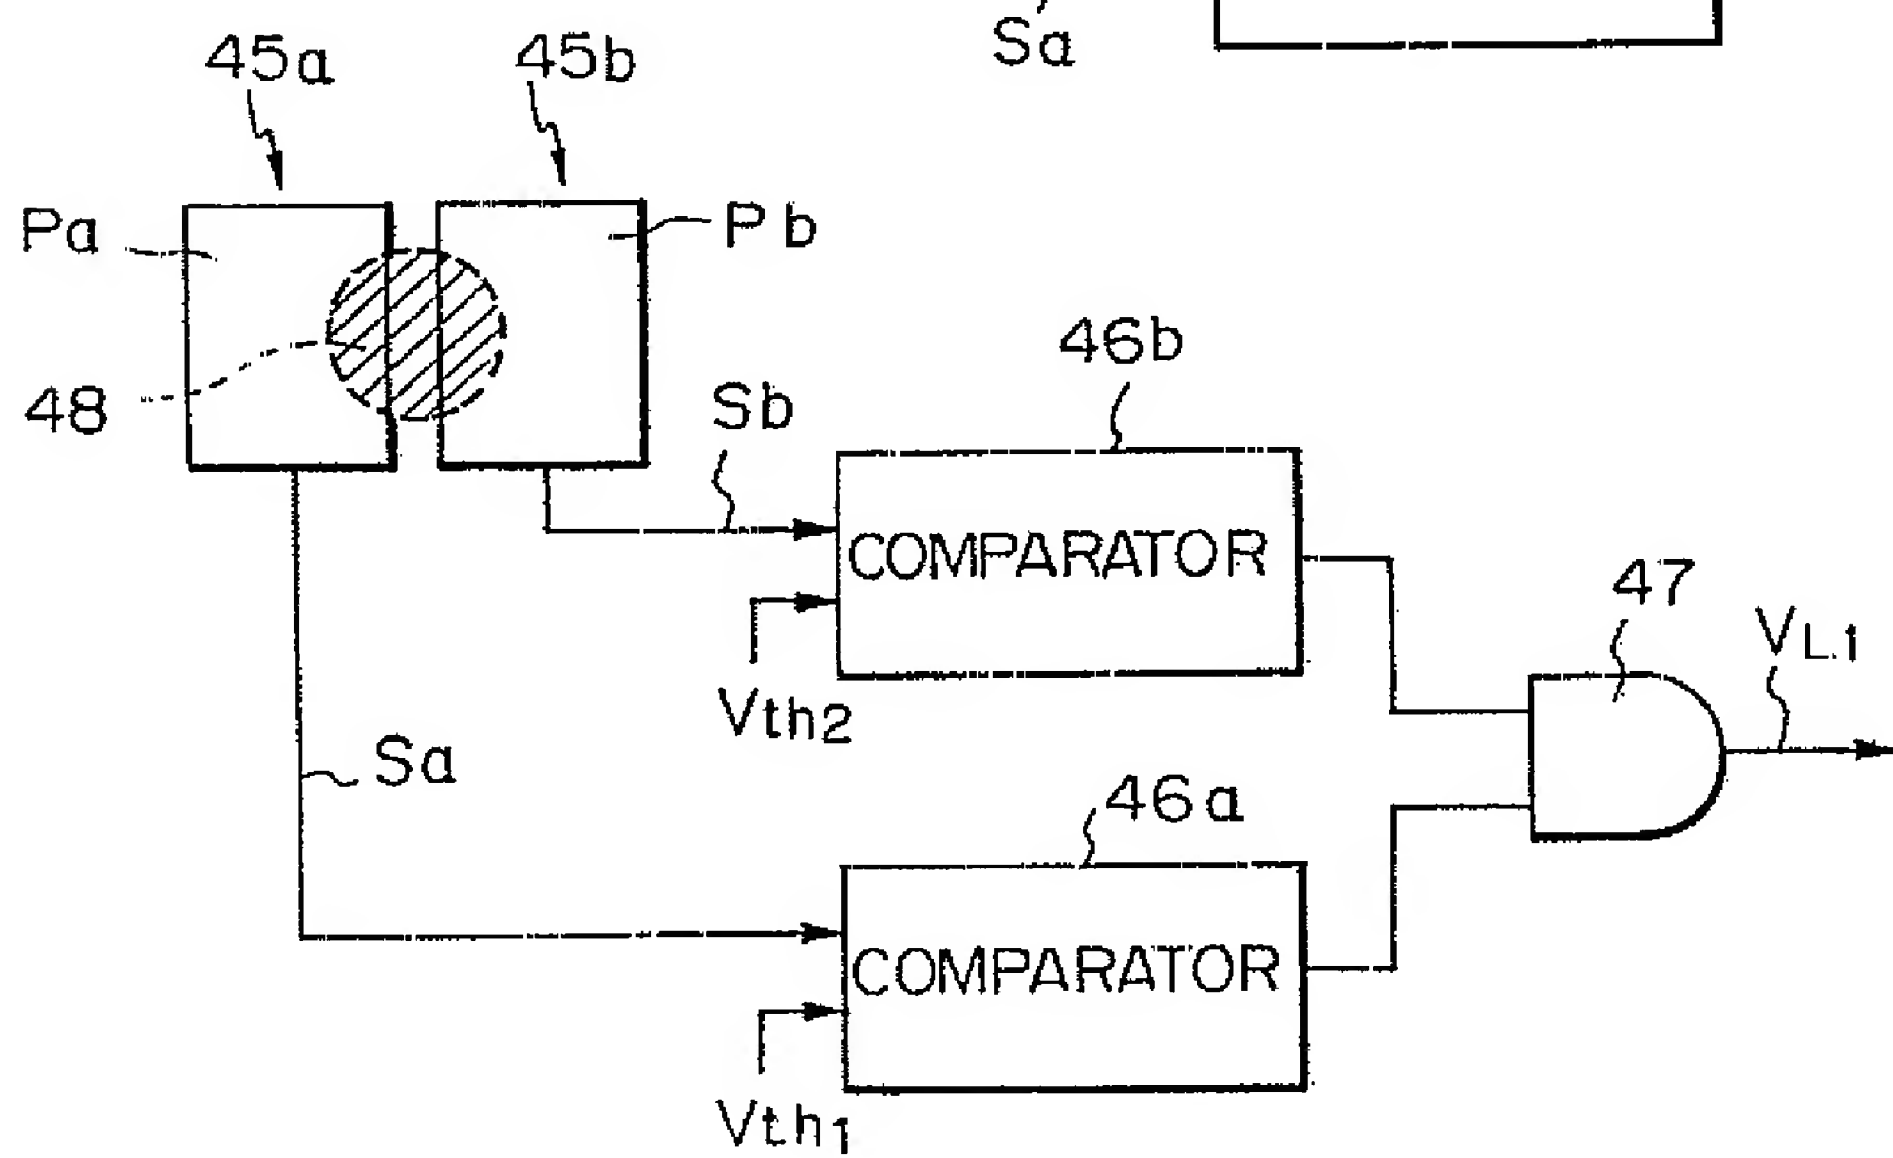 Sa
45a
45b
Pa
Pb
48
Sb
46b
COMPARATOR
Vth2
47
VL1
Sa
46a
COMPARATOR
Vth1